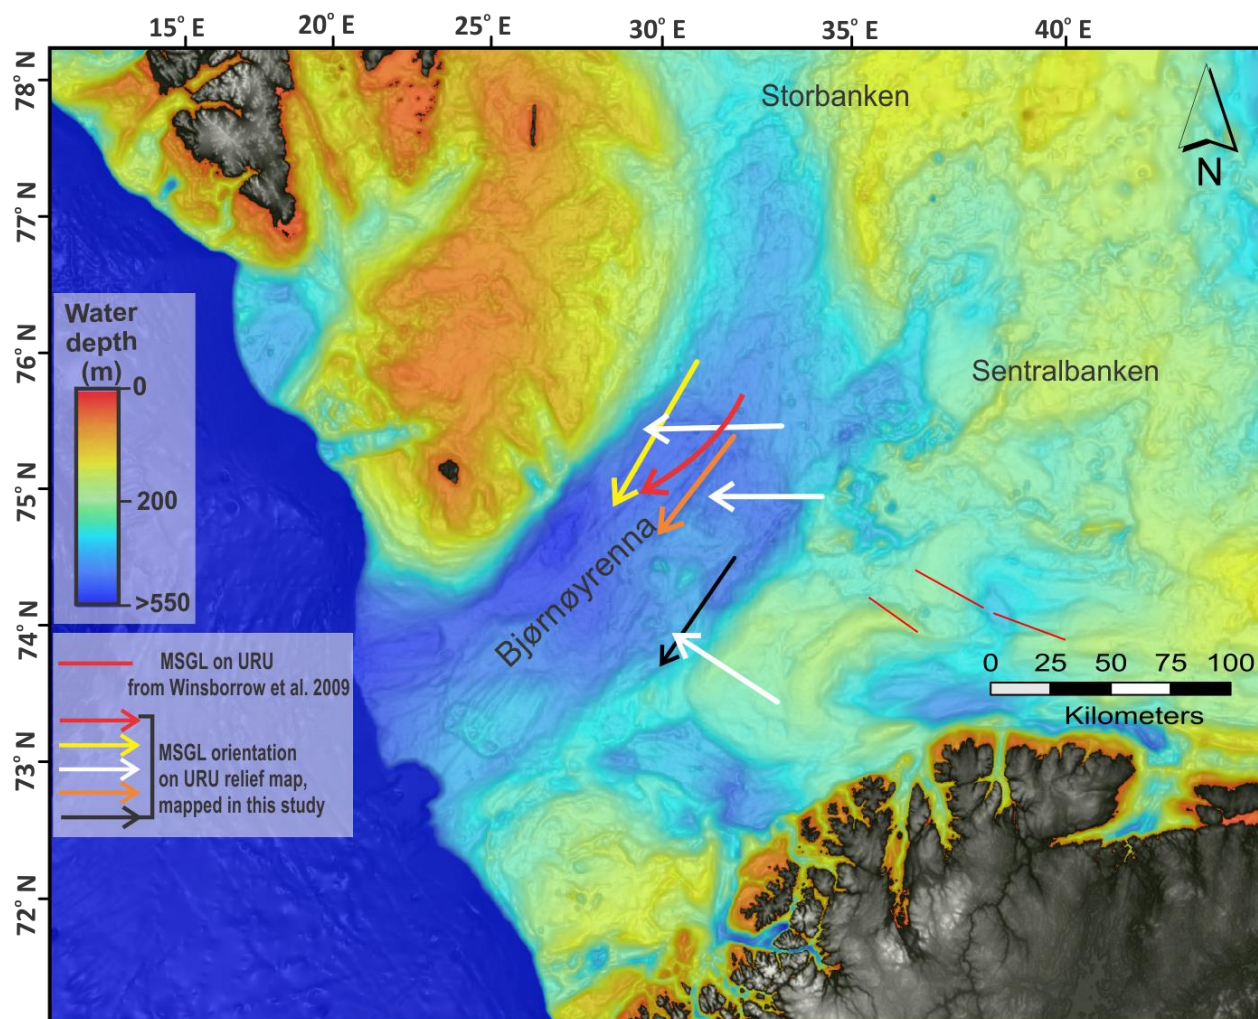 15° E 20° E 25° E 30° E 35° E 40° E
78° N
77° N
76° N
75° N
74° N
73° N
72° N
Storbanken
N
Sentralbanken
Bjørnøyrenna
Water
depth
(m)
0
200
>550
MSGL on URU
from Winsborrow et al. 2009
MSGL orientation
on URU relief map,
mapped in this study
0 25 50 75 100
Kilometers